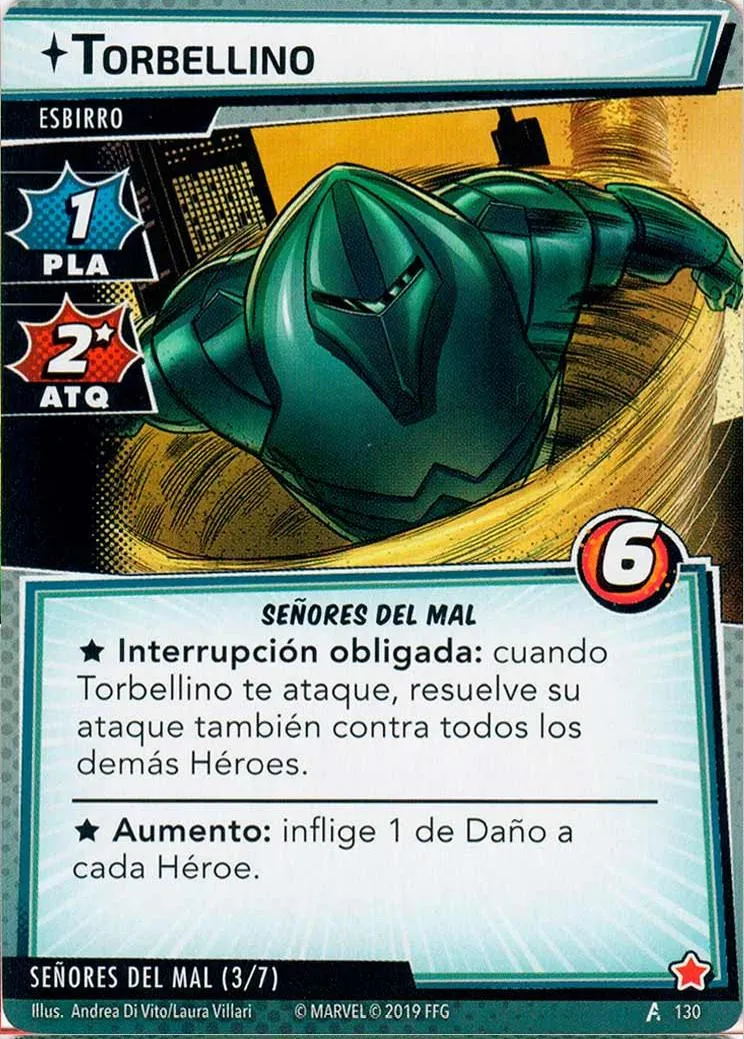 TORBELLINO
ESBIRRO
1
PLA
2*
ATQ
6
SEÑORES DEL MAL
★ Interrupción obligada: cuando
Torbellino te ataque, resuelve su
ataque también contra todos los
demás Héroes.
★ Aumento: inflige 1 de Daño a
cada Héroe.
SEÑORES DEL MAL (3/7)
Illus. Andrea Di Vito/Laura Villari © MARVEL © 2019 FFG A 130